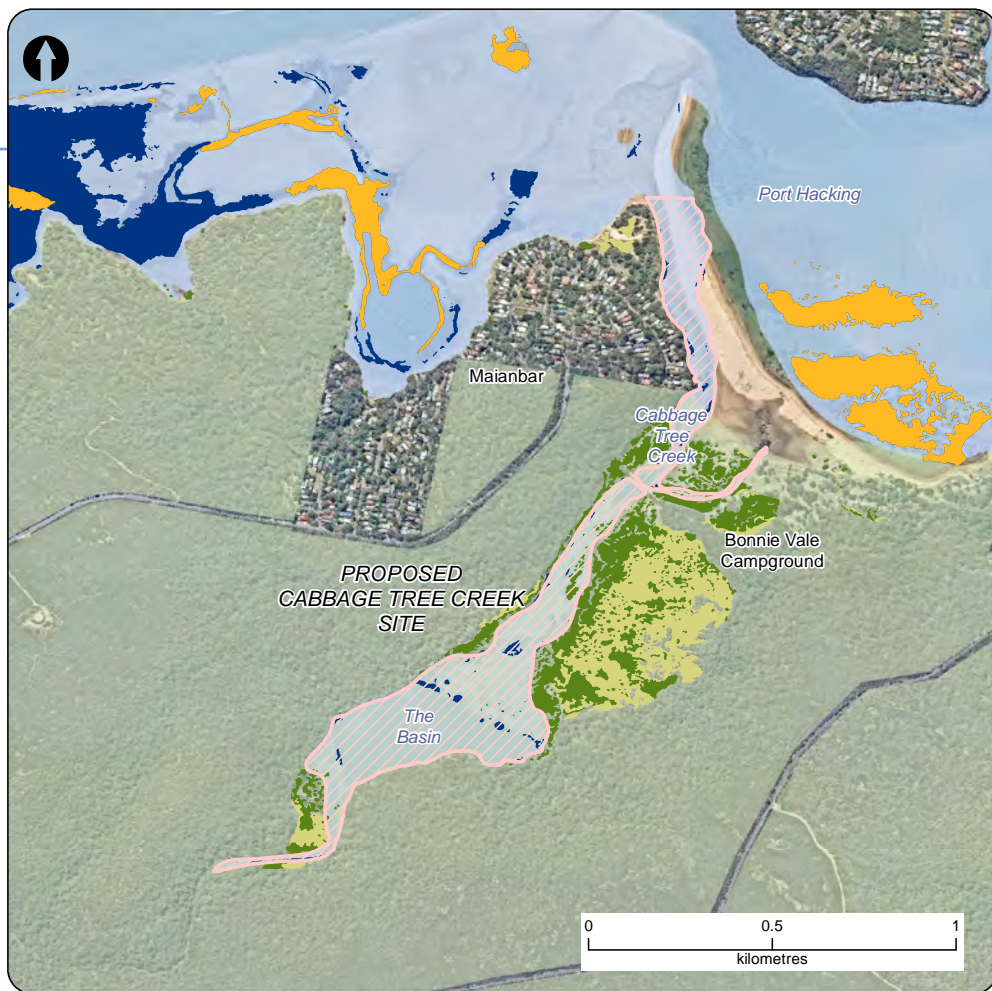 Port Hacking
Maianbar
Cabbage
Tree
Creek
Bonnie Vale
Campground
PROPOSED
CABBAGE TREE CREEK
SITE
The
Basin
0 0.5 1
kilometres